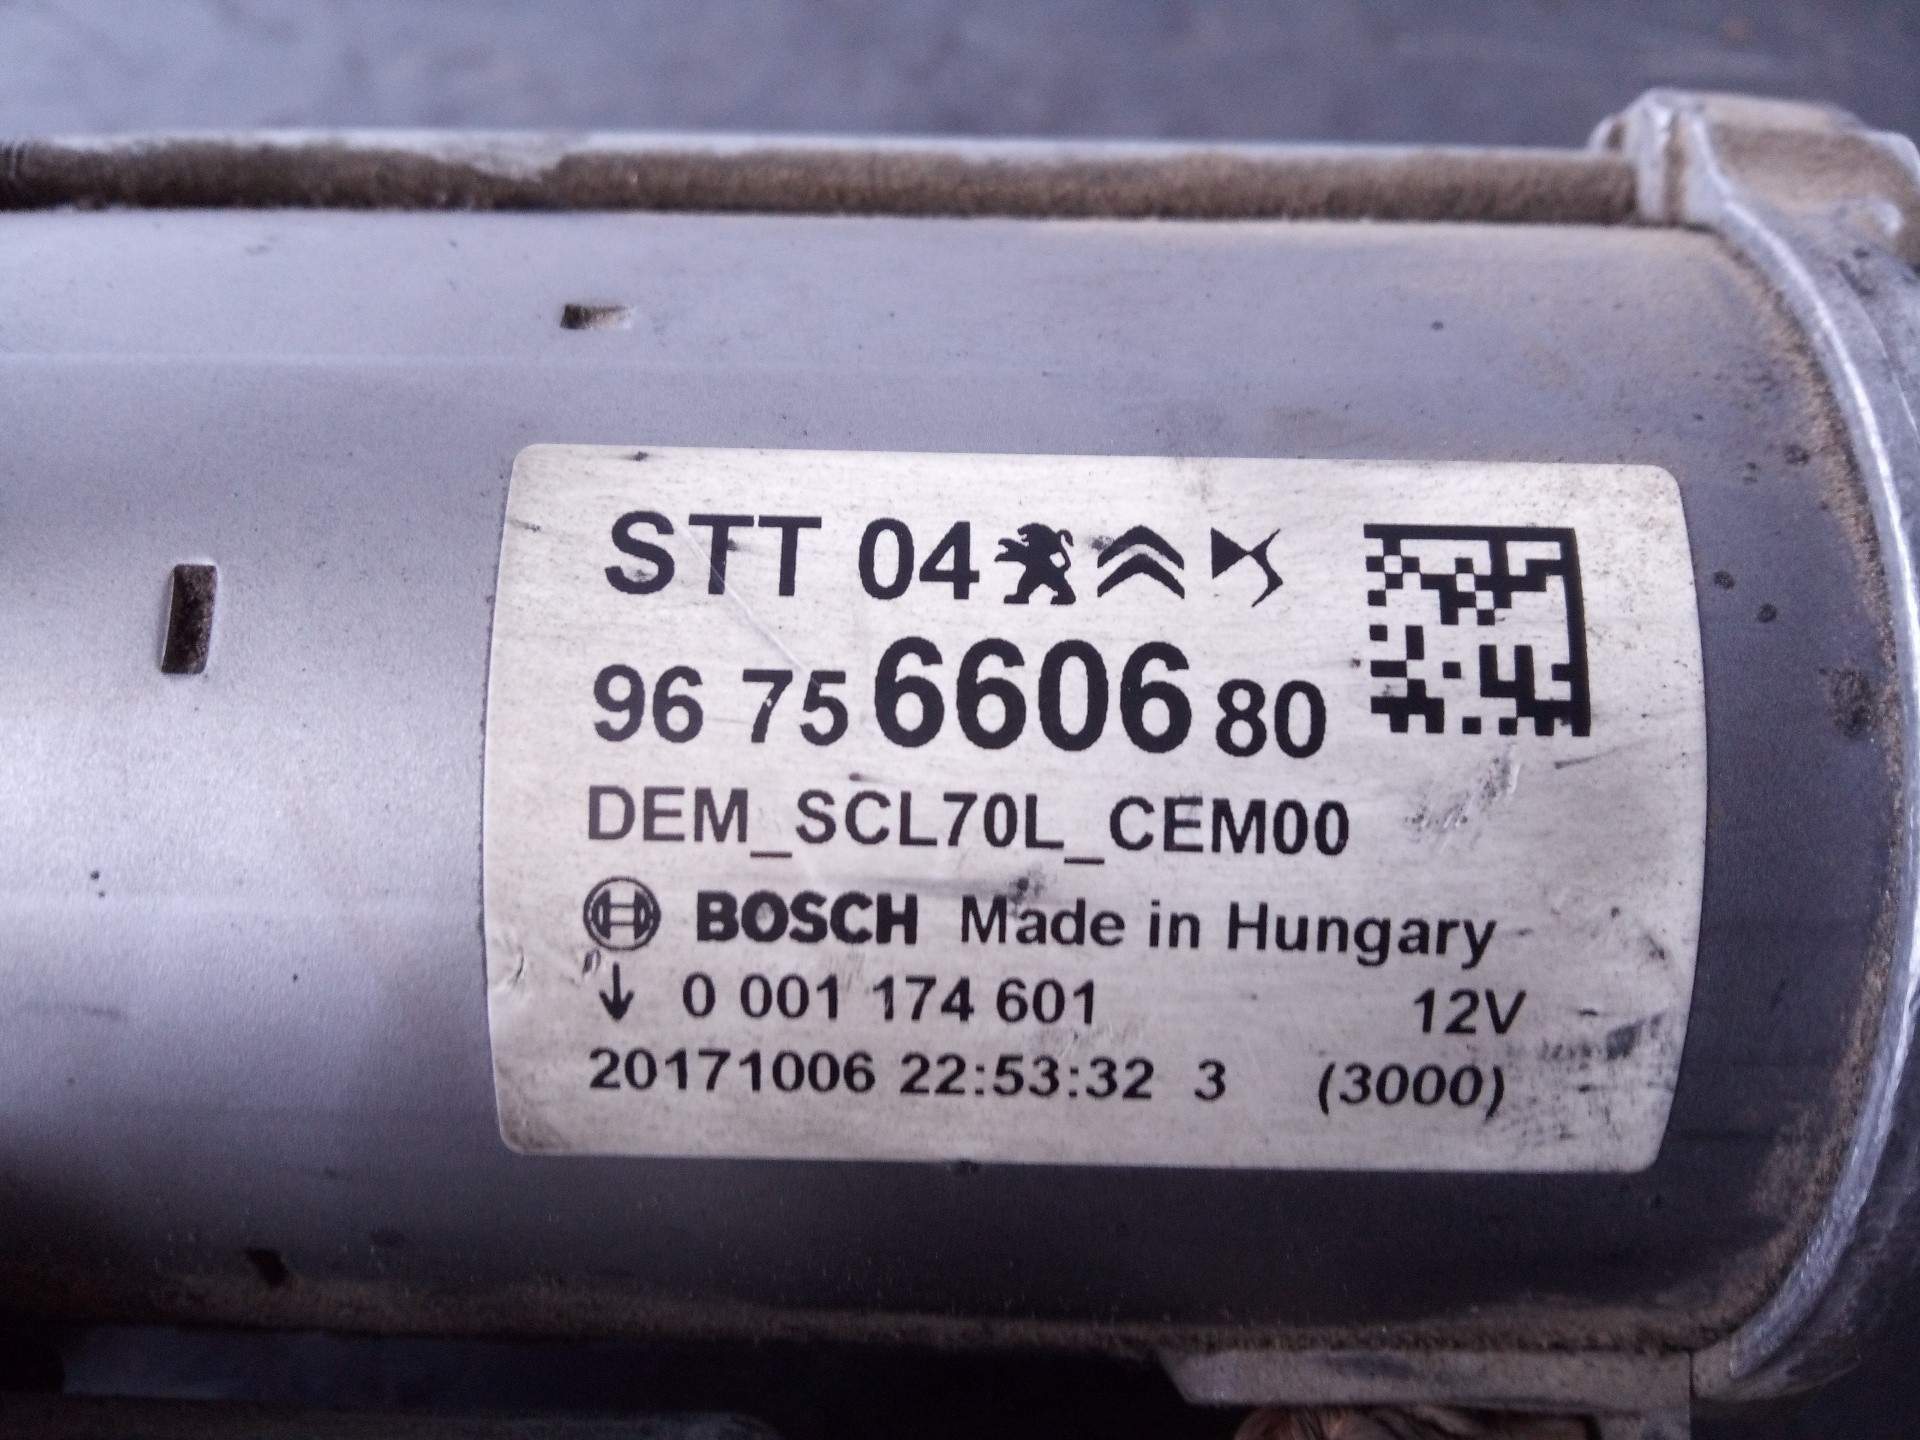 STT 04
96 75 6606 80
DEM_SCL70L_CEM00
BOSCH Made in Hungary
↓ 0 001 174 601 12V
20171006 22:53:32 3 (3000)